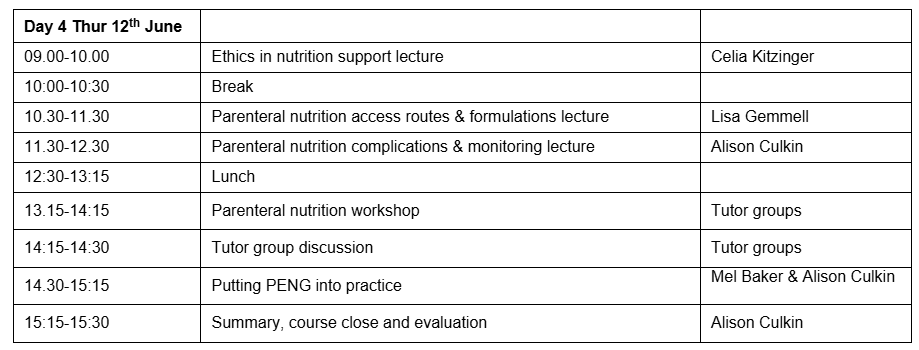 Day 4 Thur 12th June
09.00-10.00 Ethics in nutrition support lecture Celia Kitzinger
10:00-10:30 Break
10.30-11.30 Parenteral nutrition access routes & formulations lecture Lisa Gemmell
11.30-12.30 Parenteral nutrition complications & monitoring lecture Alison Culkin
12:30-13:15 Lunch
13.15-14:15 Parenteral nutrition workshop Tutor groups
14:15-14:30 Tutor group discussion Tutor groups
14.30-15:15 Putting PENG into practice Mel Baker & Alison Culkin
15:15-15:30 Summary, course close and evaluation Alison Culkin